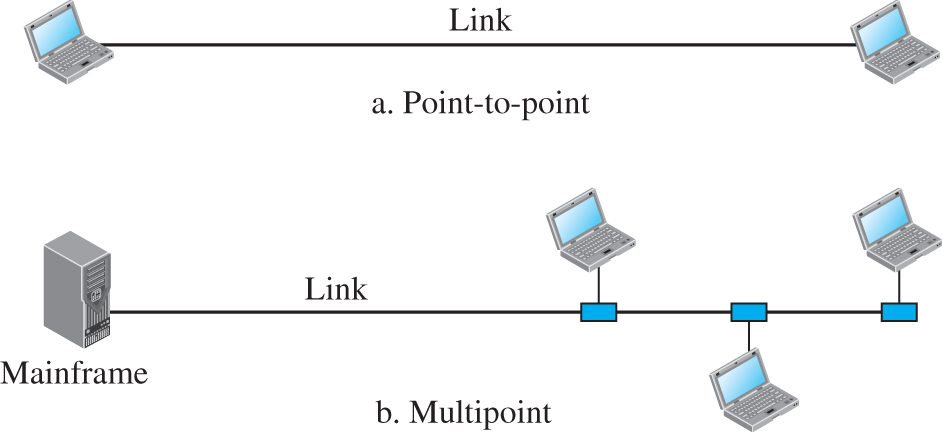 Link
a. Point-to-point
Link
Mainframe
b. Multipoint